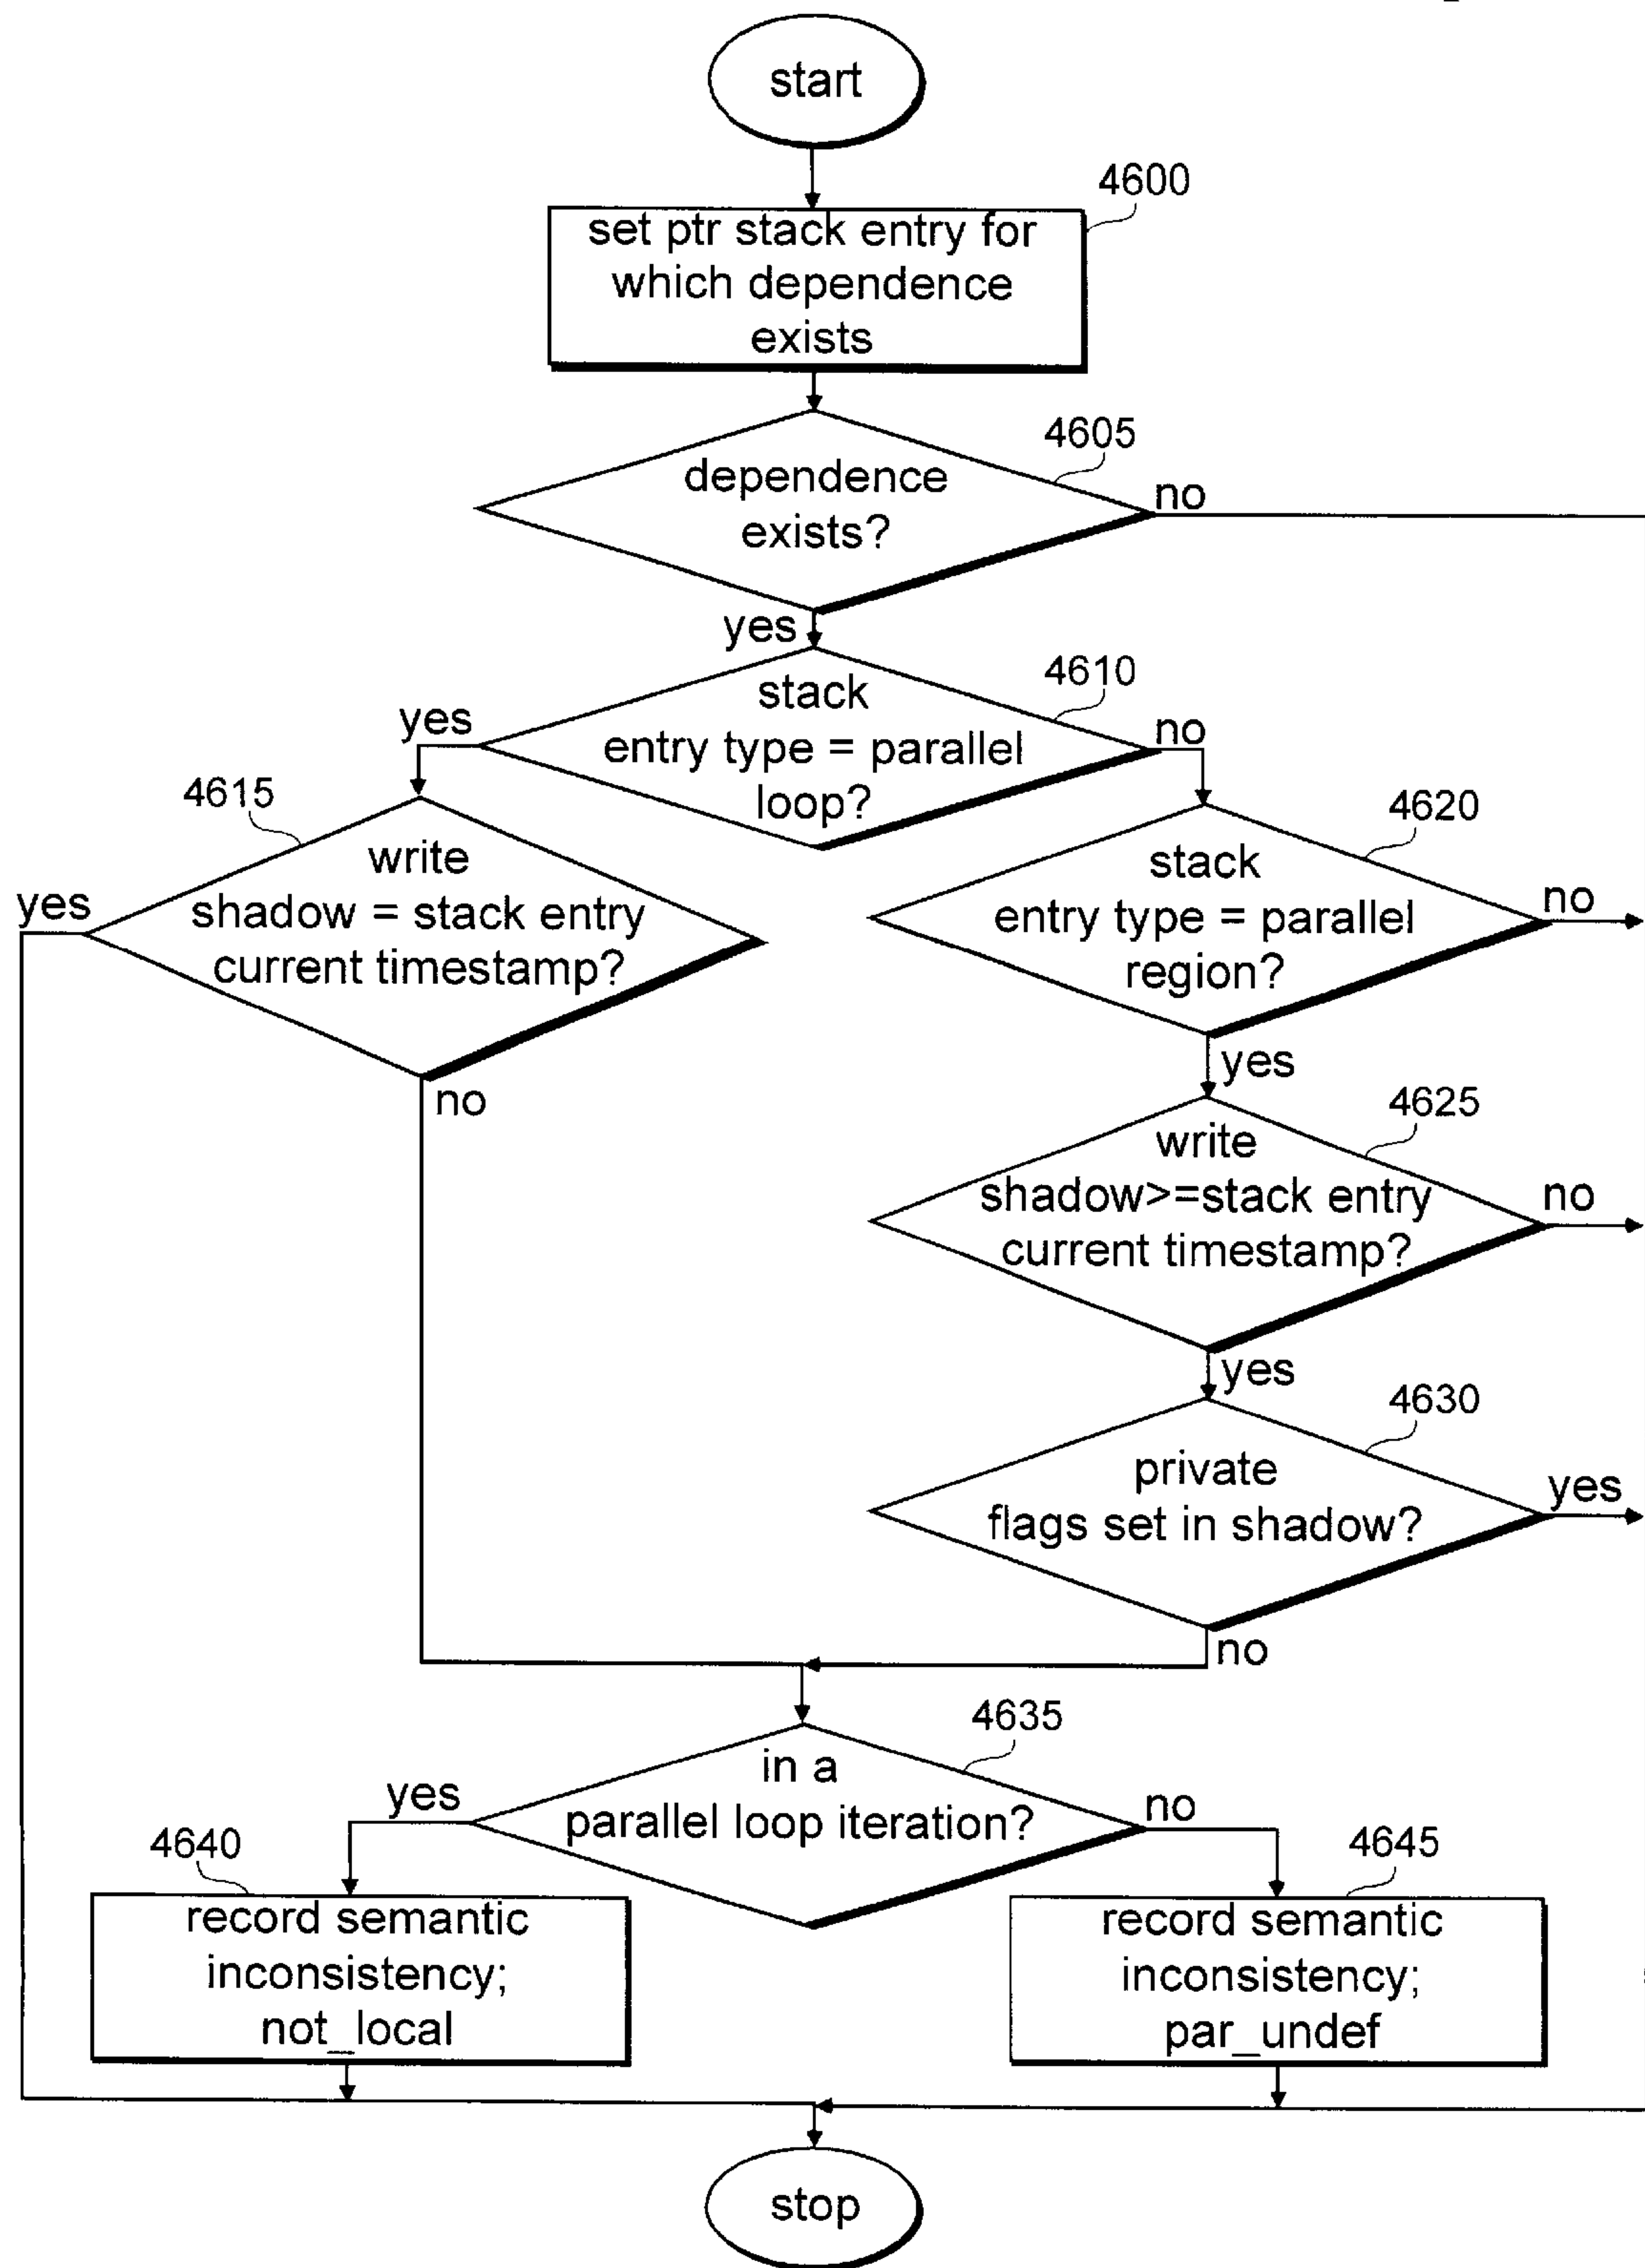 start
4600
set ptr stack entry for
which dependence
exists
4605
dependence
exists?
no
yes
4610
stack
entry type = parallel
loop?
yes
no
4615
write
shadow = stack entry
current timestamp?
yes
no
4620
stack
entry type = parallel
region?
no
yes
4625
write
shadow>=stack entry
current timestamp?
no
yes
4630
private
flags set in shadow?
yes
no
4635
in a
parallel loop iteration?
yes
no
4640
record semantic
inconsistency;
not_local
4645
record semantic
inconsistency;
par_undef
stop